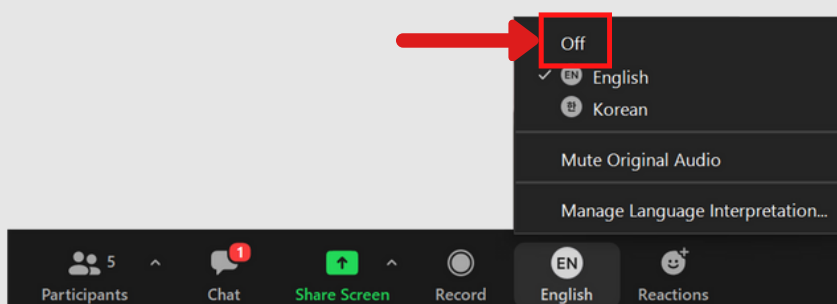 Off
EN English
한 Korean
Mute Original Audio
Manage Language Interpretation...
5
1
EN
Participants
Chat
Share Screen
Record
English
Reactions